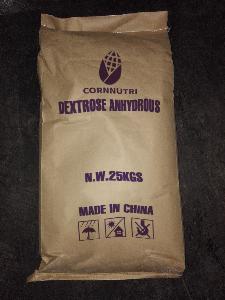 CORNNUTRI
DEXTROSE ANHYDROUS
N.W.25KGS
MADE IN CHINA